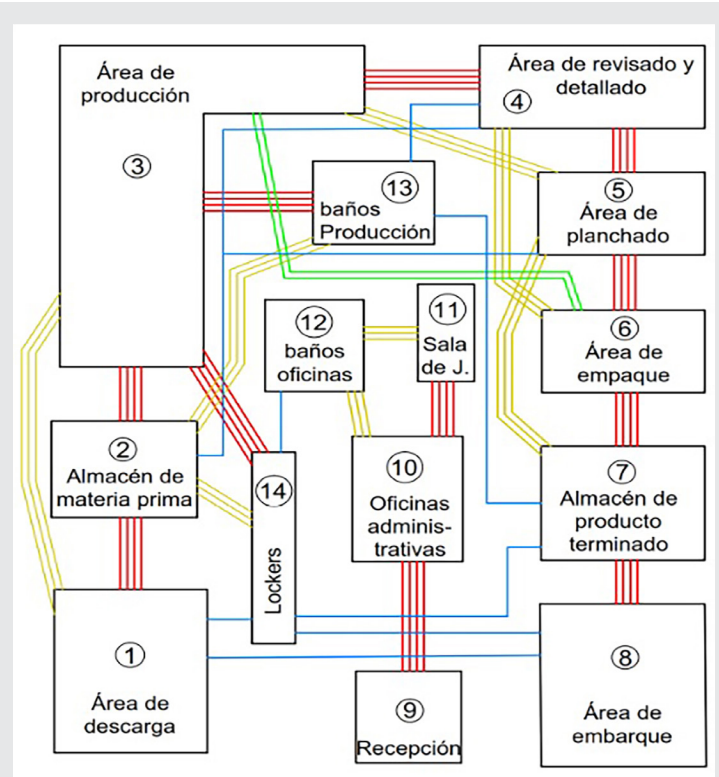 Área de
producción
3
Área de revisado y
detallado
4
13
baños
Producción
5
Área de
planchado
12
baños
oficinas
11
Sala
de J.
6
Área de
empaque
2
Almacén de
materia prima
14
Lockers
10
Oficinas
adminis-
trativas
7
Almacén de
producto
terminado
1
Área de
descarga
9
Recepción
8
Área de
embarque